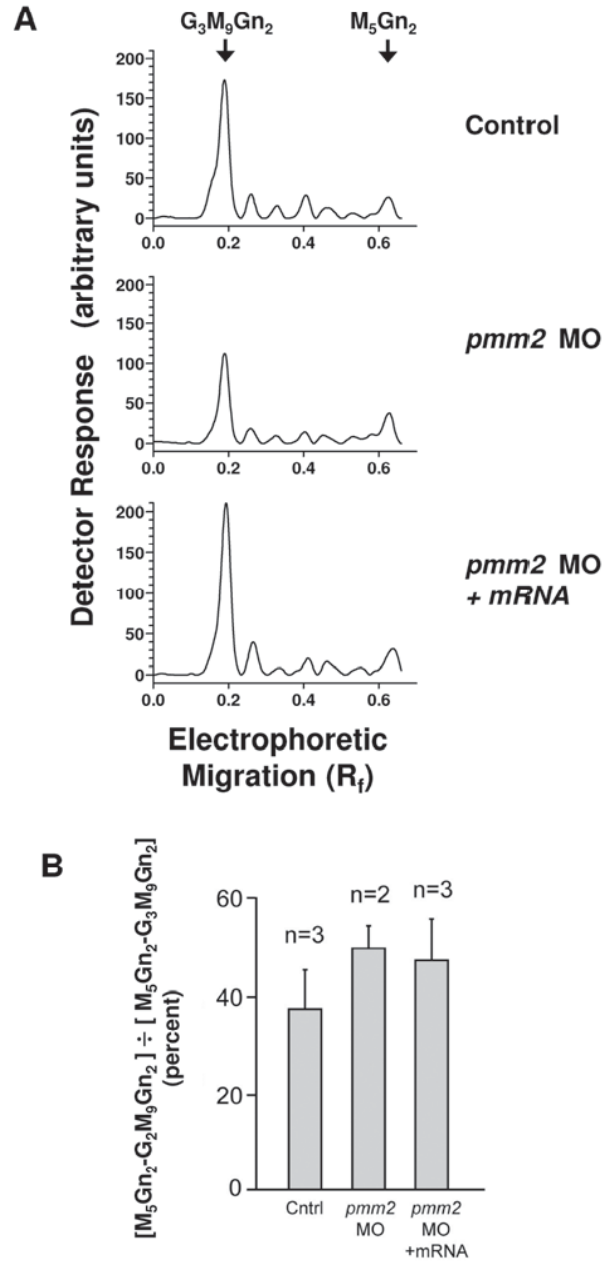 A
G3M9Gn2
M5Gn2
Detector Response (arbitrary units)
200
150
100
50
0
0.0
0.2
0.4
0.6
Control
200
150
100
50
0
0.0
0.2
0.4
0.6
pmm2 MO
200
150
100
50
0
0.0
0.2
0.4
0.6
pmm2 MO
+ mRNA
Electrophoretic
Migration (Rf)
B
[M5Gn2-G2M9Gn2] ÷ [M5Gn2-G3M9Gn2]
(percent)
60
40
20
0
n=3
n=2
n=3
Cntrl
pmm2
MO
pmm2
MO
+mRNA